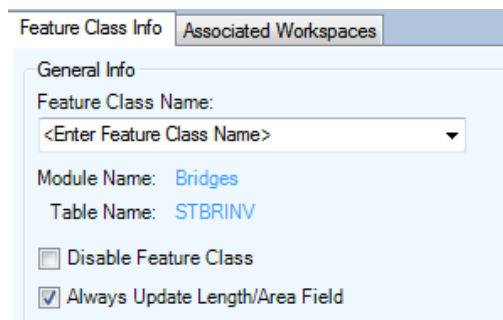 Feature Class Info Associated Workspaces
General Info
Feature Class Name:
<Enter Feature Class Name>
Module Name: Bridges
Table Name: STBRINV
Disable Feature Class
Always Update Length/Area Field